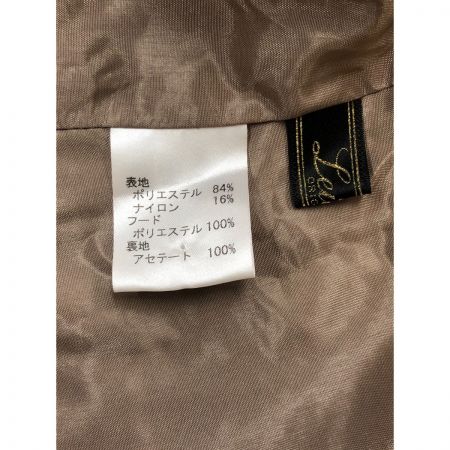 表地
ポリエステル 84%
ナイロン 16%
フード
ポリエステル 100%
裏地
アセテート 100%